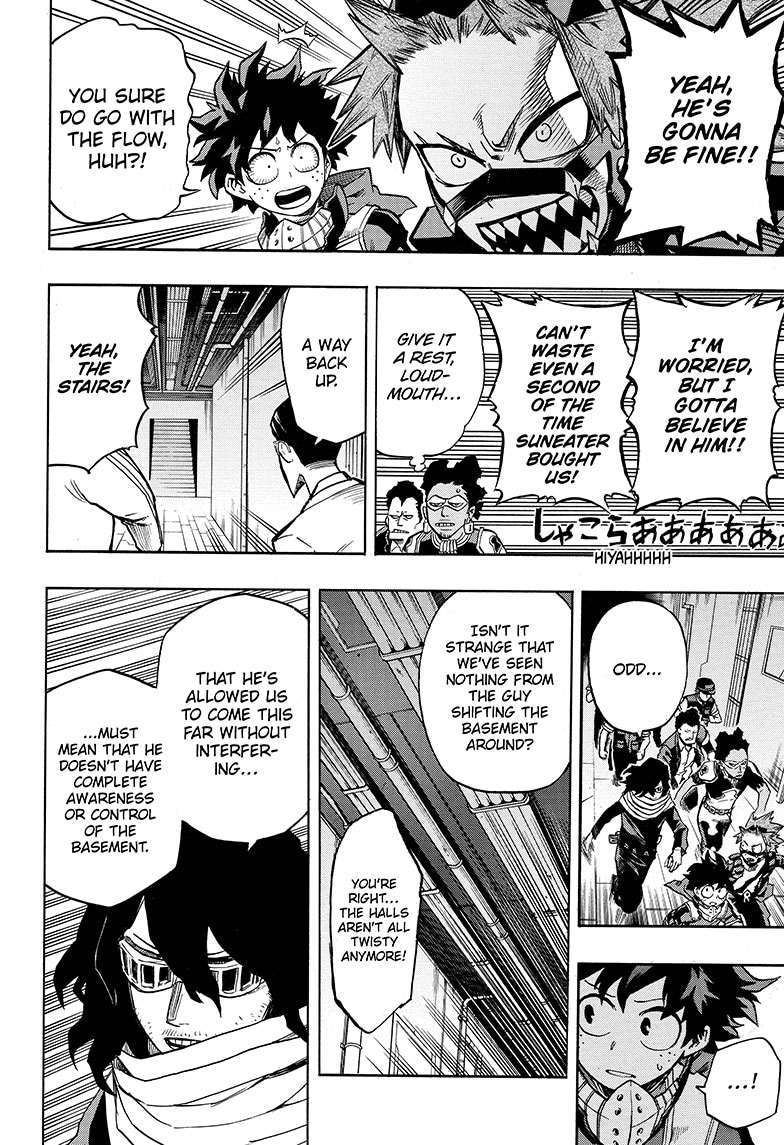 YEAH,
HE'S
GONNA
BE FINE!!
YOU SURE
DO GO WITH
THE FLOW,
HUH?!
I'M
WORRIED,
BUT I
GOTTA
BELIEVE
IN HIM!!
CAN'T
WASTE
EVEN A
SECOND
OF THE
TIME
SUNEATER
BOUGHT
US!
GIVE IT
A REST,
LOUD-
MOUTH...
しゃこらあああああ
HIYAHHHHH
A WAY
BACK
UP.
YEAH,
THE
STAIRS!
ODD...
...!
ISN'T IT
STRANGE THAT
WE'VE SEEN
NOTHING FROM
THE GUY
SHIFTING THE
BASEMENT
AROUND?
YOU'RE
RIGHT...
THE HALLS
AREN'T ALL
TWISTY
ANYMORE!
THAT HE'S
ALLOWED US
TO COME THIS
FAR WITHOUT
INTERFER-
ING...
...MUST
MEAN THAT HE
DOESN'T HAVE
COMPLETE
AWARENESS
OR CONTROL
OF THE
BASEMENT.